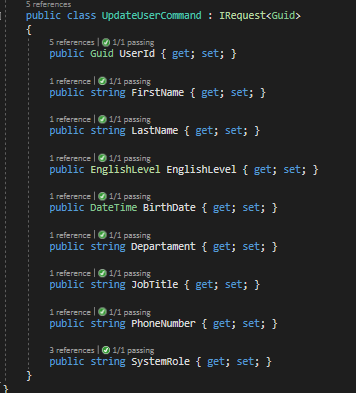 5 references
public class UpdateUserCommand : IRequest<Guid>
{
5 references | 1/1 passing
public Guid UserId { get; set; }
1 reference | 1/1 passing
public string FirstName { get; set; }
1 reference | 1/1 passing
public string LastName { get; set; }
1 reference | 1/1 passing
public EnglishLevel EnglishLevel { get; set; }
1 reference | 1/1 passing
public DateTime BirthDate { get; set; }
1 reference | 1/1 passing
public string Departament { get; set; }
1 reference | 1/1 passing
public string JobTitle { get; set; }
1 reference | 1/1 passing
public string PhoneNumber { get; set; }
3 references | 1/1 passing
public string SystemRole { get; set; }
}
}